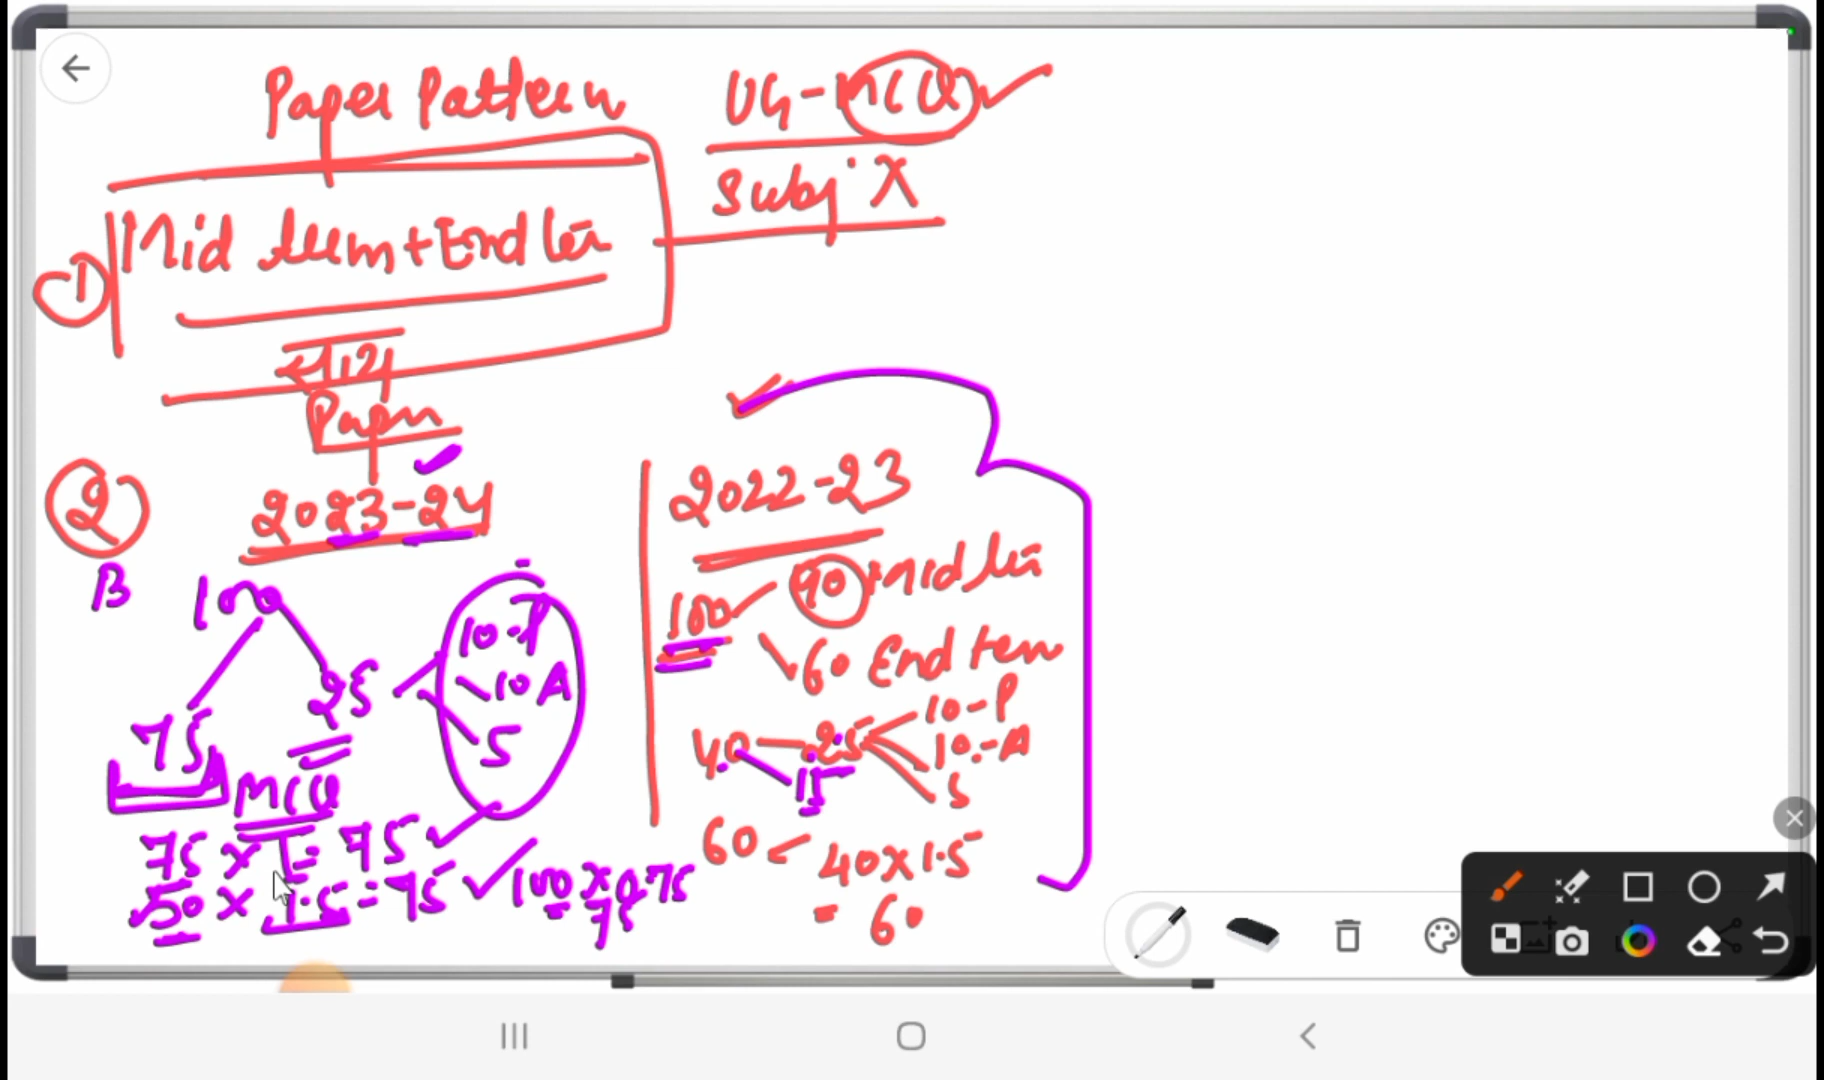 Paper Pattern
UG-MCQ
Subj X
① Mid term + End ter
Paper
② 2023-24
B
100
75
25
10-P
10 A
5
MCQ
75 x 1 = 75
50 x 1.5 = 75
100 x 0.75
75
2022-23
100
40 Mid ter
60 End term
40
25
15
10-P
10-A
5
60
40x1.5
= 60